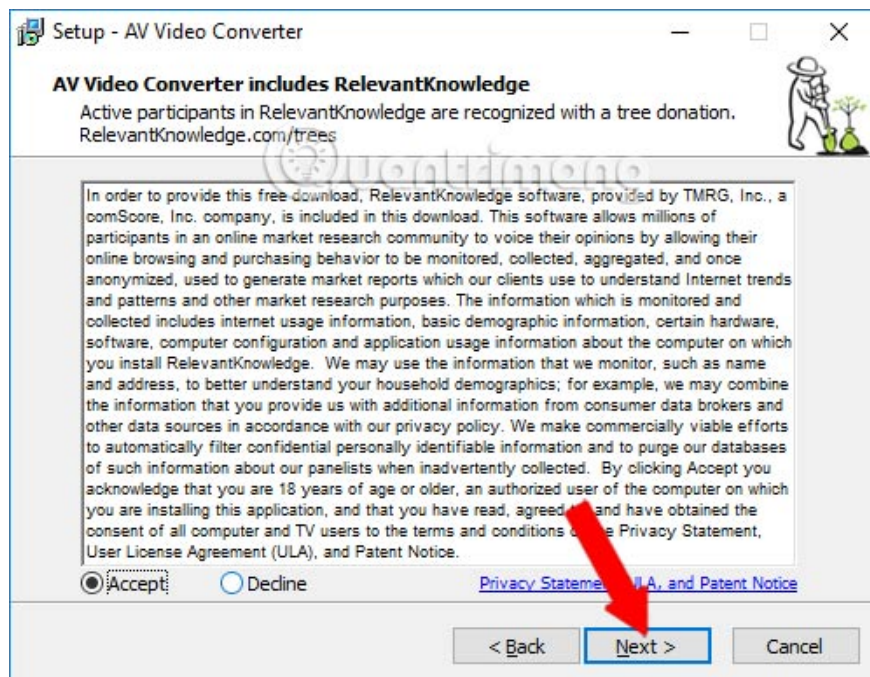 Setup - AV Video Converter
AV Video Converter includes RelevantKnowledge
Active participants in RelevantKnowledge are recognized with a tree donation.
RelevantKnowledge.com/trees
Quantrimang
In order to provide this free download, RelevantKnowledge software, provided by TMRG, Inc., a
comScore, Inc. company, is included in this download. This software allows millions of
participants in an online market research community to voice their opinions by allowing their
online browsing and purchasing behavior to be monitored, collected, aggregated, and once
anonymized, used to generate market reports which our clients use to understand Internet trends
and patterns and other market research purposes. The information which is monitored and
collected includes internet usage information, basic demographic information, certain hardware,
software, computer configuration and application usage information about the computer on which
you install RelevantKnowledge. We may use the information that we monitor, such as name
and address, to better understand your household demographics; for example, we may combine
the information that you provide us with additional information from consumer data brokers and
other data sources in accordance with our privacy policy. We make commercially viable efforts
to automatically filter confidential personally identifiable information and to purge our databases
of such information about our panelists when inadvertently collected. By clicking Accept you
acknowledge that you are 18 years of age or older, an authorized user of the computer on which
you are installing this application, and that you have read, agreed and have obtained the
consent of all computer and TV users to the terms and conditions Privacy Statement,
User License Agreement (ULA), and Patent Notice.
Accept Decline Privacy Statement ULA, and Patent Notice
< Back Next > Cancel